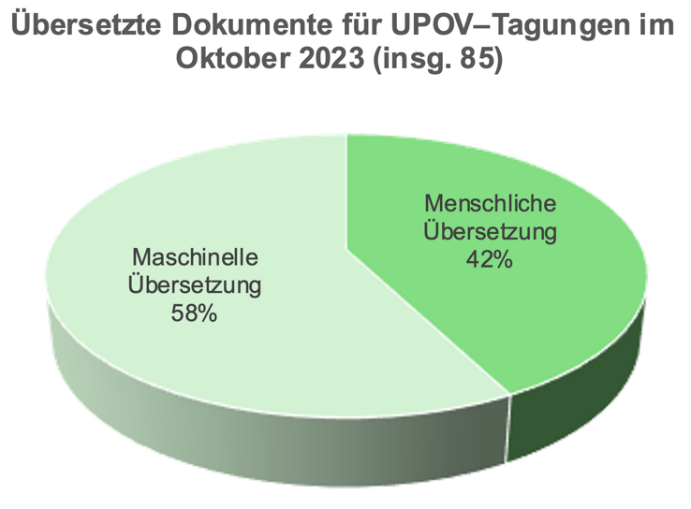 Übersetzte Dokumente für UPOV–Tagungen im
Oktober 2023 (insg. 85)
Menschliche
Übersetzung
42%
Maschinelle
Übersetzung
58%